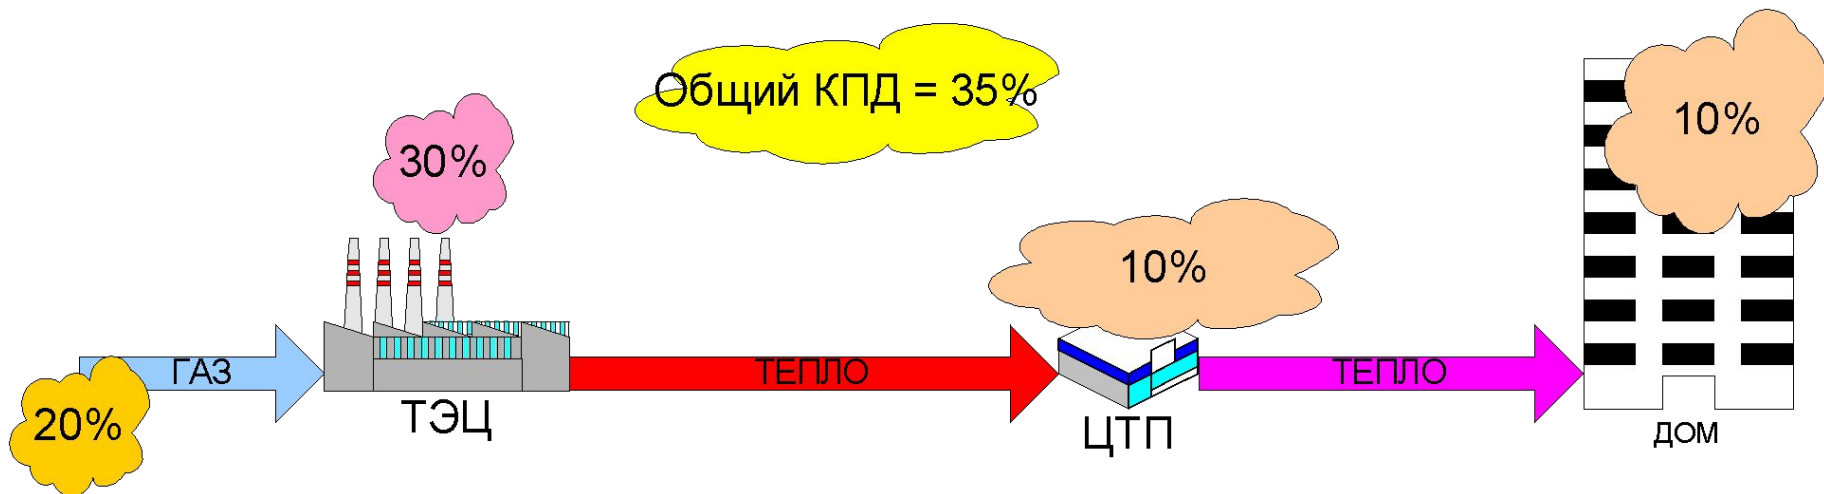 Общий КПД = 35%
10%
30%
10%
ГАЗ
ТЕПЛО
ТЕПЛО
20%
ТЭЦ
ЦТП
ДОМ